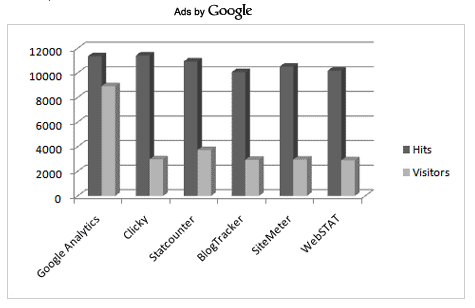 Ads by Google
12000
10000
8000
6000
4000
2000
0
Hits
Visitors
Google Analytics
Clicky
Statcounter
BlogTracker
SiteMeter
WebSTAT